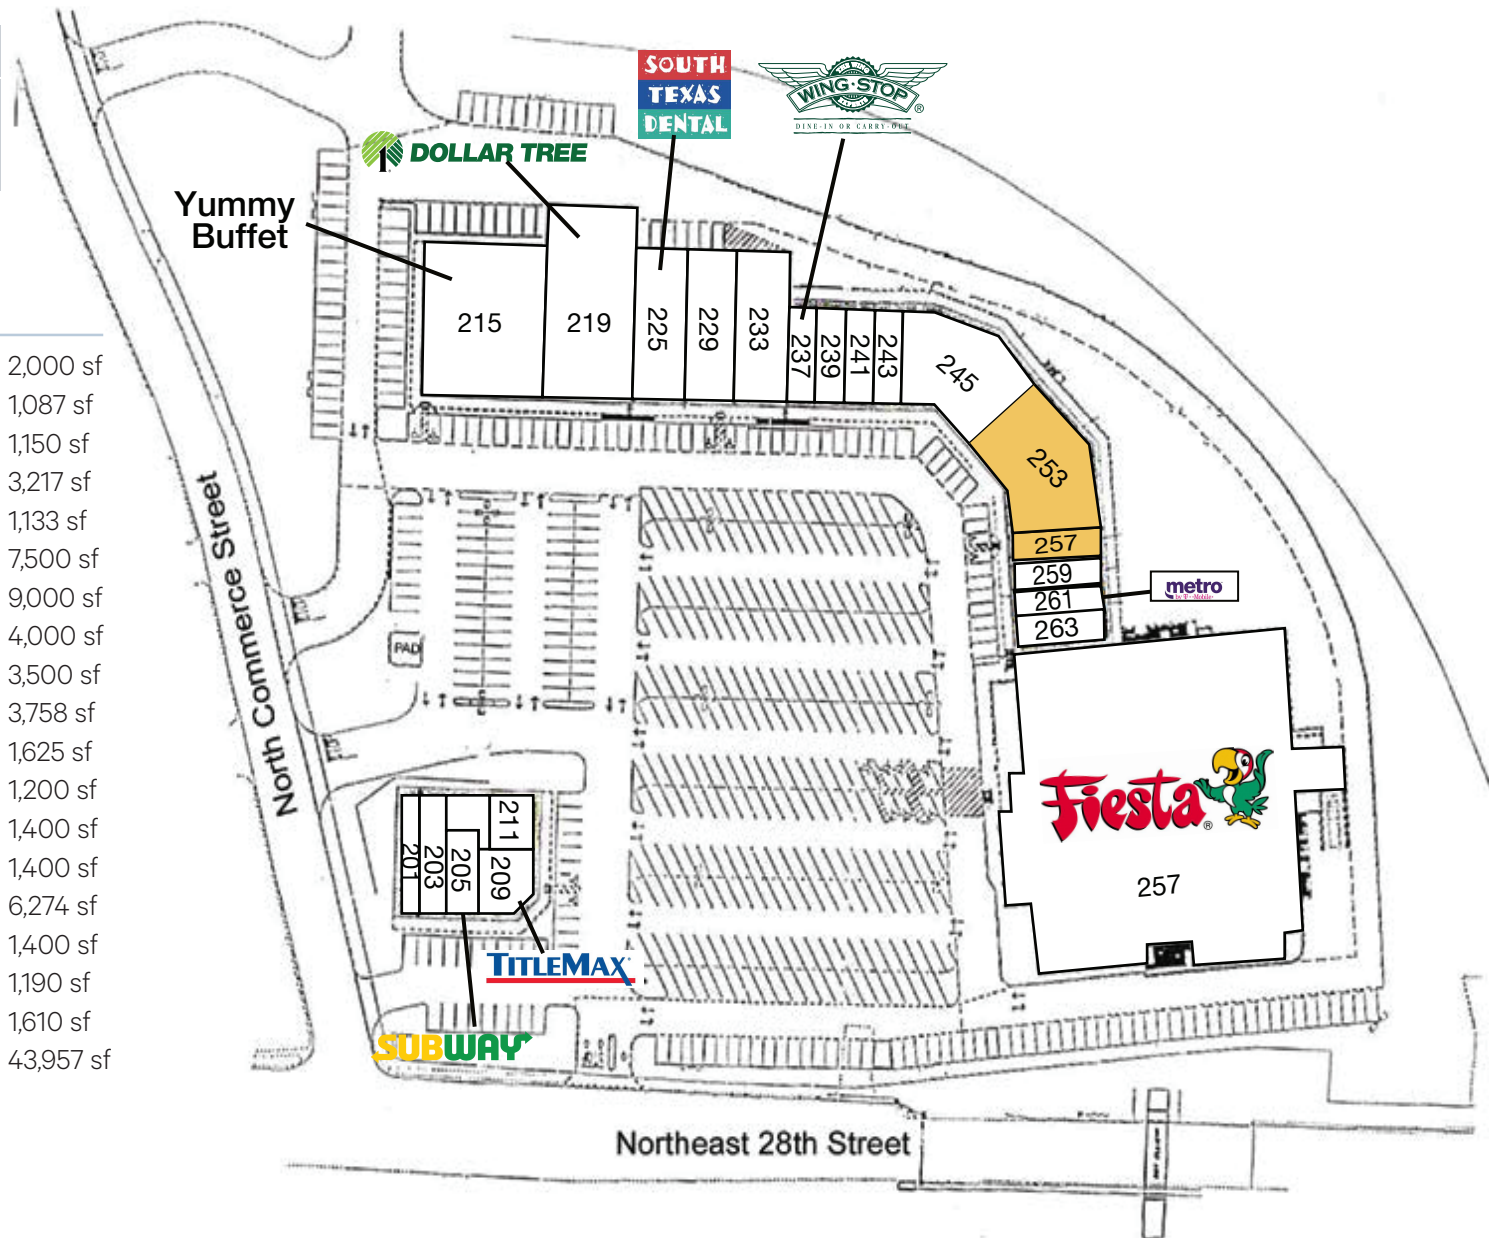 SOUTH
TEXAS
DENTAL
WING·STOP
®
DINE-IN OR CARRY-OUT
1
DOLLAR TREE
Yummy
Buffet
215
219
225
229
233
237
239
241
243
245
253
257
259
261
263
metro
by T-Mobile
2,000 sf
1,087 sf
1,150 sf
3,217 sf
1,133 sf
7,500 sf
9,000 sf
4,000 sf
3,500 sf
3,758 sf
1,625 sf
1,200 sf
1,400 sf
1,400 sf
6,274 sf
1,400 sf
1,190 sf
1,610 sf
43,957 sf
North Commerce Street
PAD
Fiesta
®
257
201
203
205
211
209
TITLEMAX
SUBWAY
Northeast 28th Street